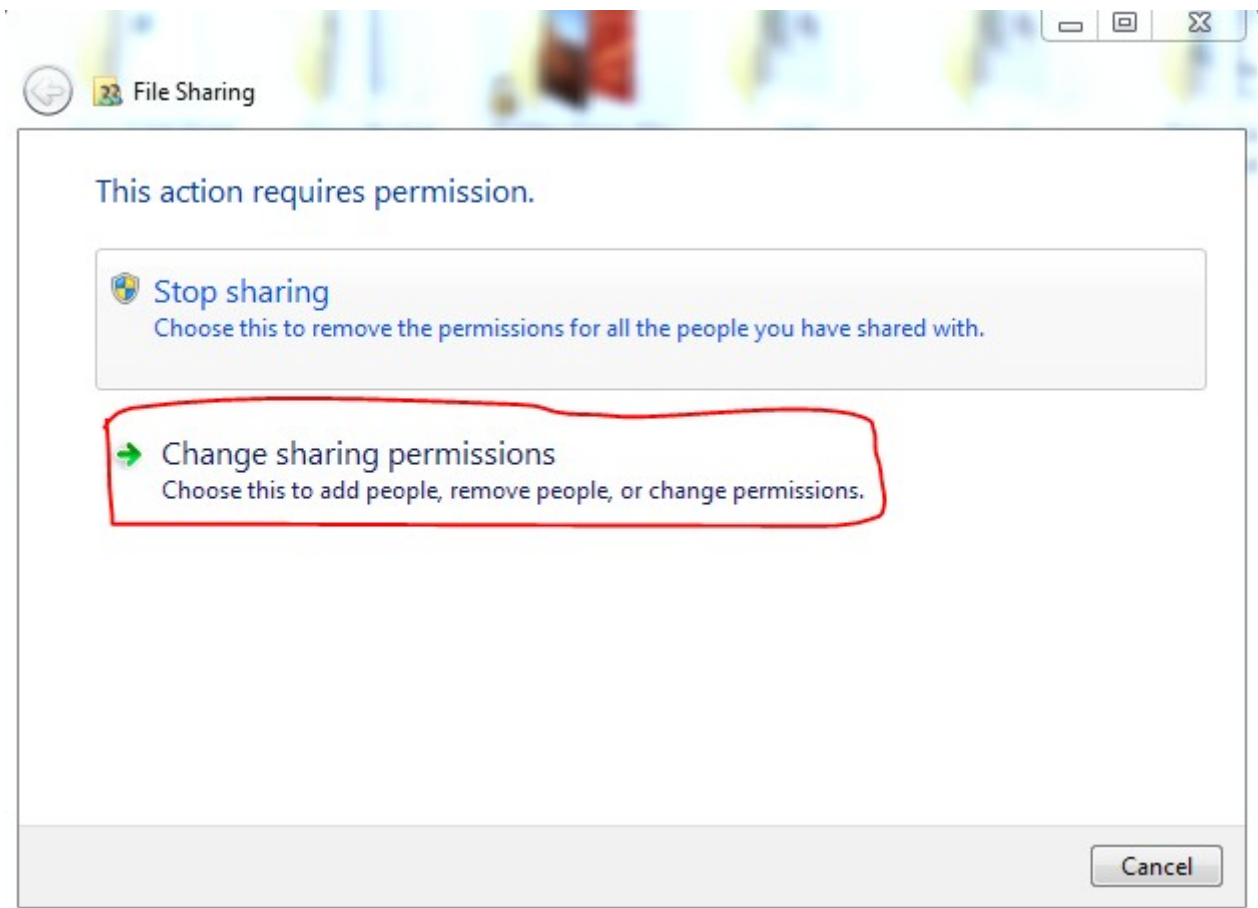 File Sharing
This action requires permission.
Stop sharing
Choose this to remove the permissions for all the people you have shared with.
Change sharing permissions
Choose this to add people, remove people, or change permissions.
Cancel